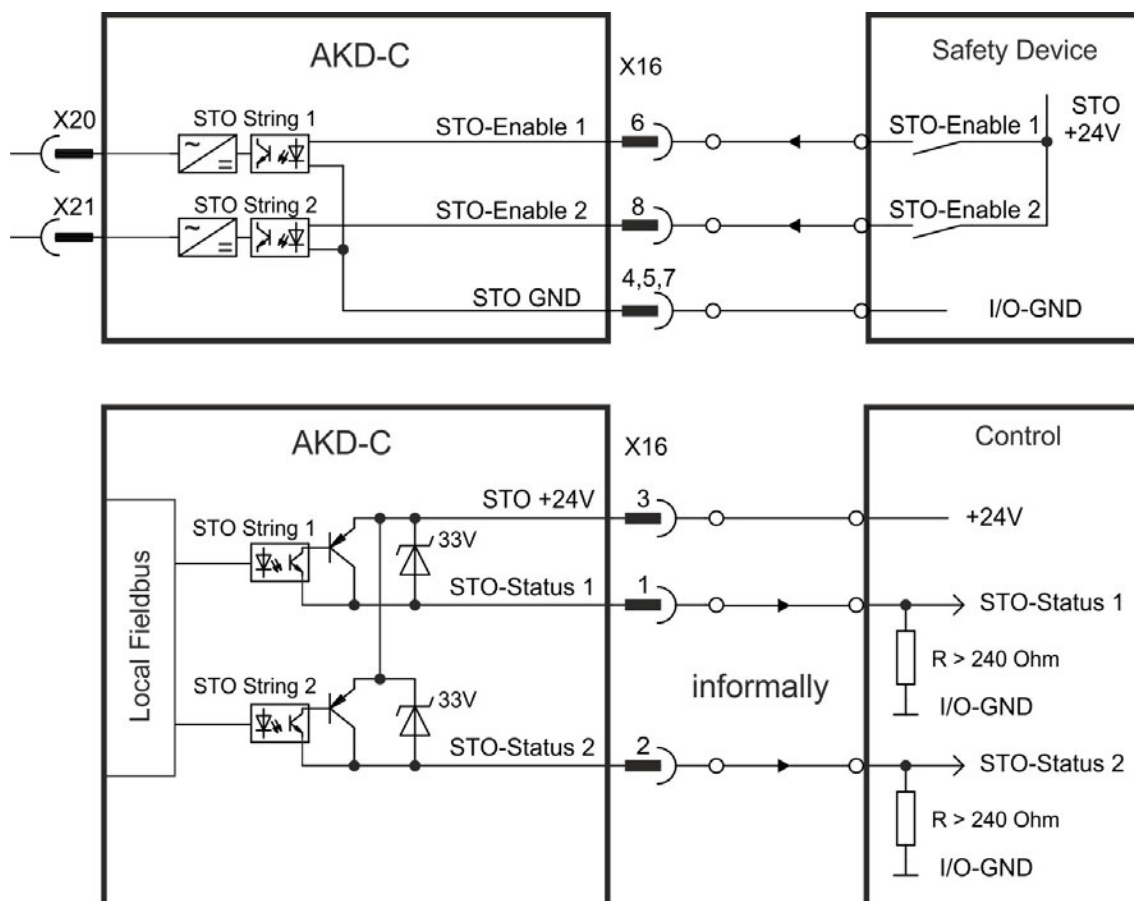 AKD-C
X16
Safety Device
X20
STO String 1
STO-Enable 1
6
STO-Enable 1
STO
+24V
X21
STO String 2
STO-Enable 2
8
STO-Enable 2
~
=
~
=
STO GND
4,5,7
I/O-GND
AKD-C
X16
Control
Local Fieldbus
STO +24V
3
+24V
STO String 1
33V
STO-Status 1
1
STO-Status 1
R > 240 Ohm
I/O-GND
informally
STO String 2
33V
STO-Status 2
2
STO-Status 2
R > 240 Ohm
I/O-GND